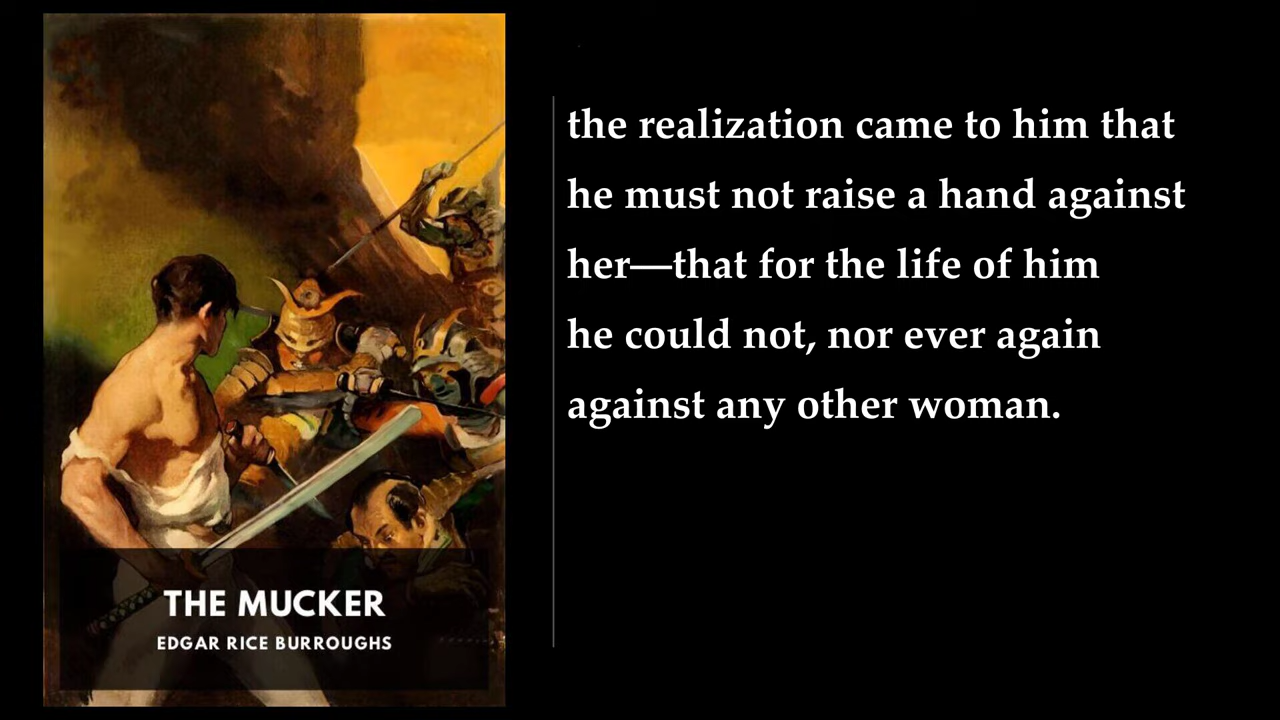 the realization came to him that
he must not raise a hand against
her—that for the life of him
he could not, nor ever again
against any other woman.
THE MUCKER
EDGAR RICE BURROUGHS